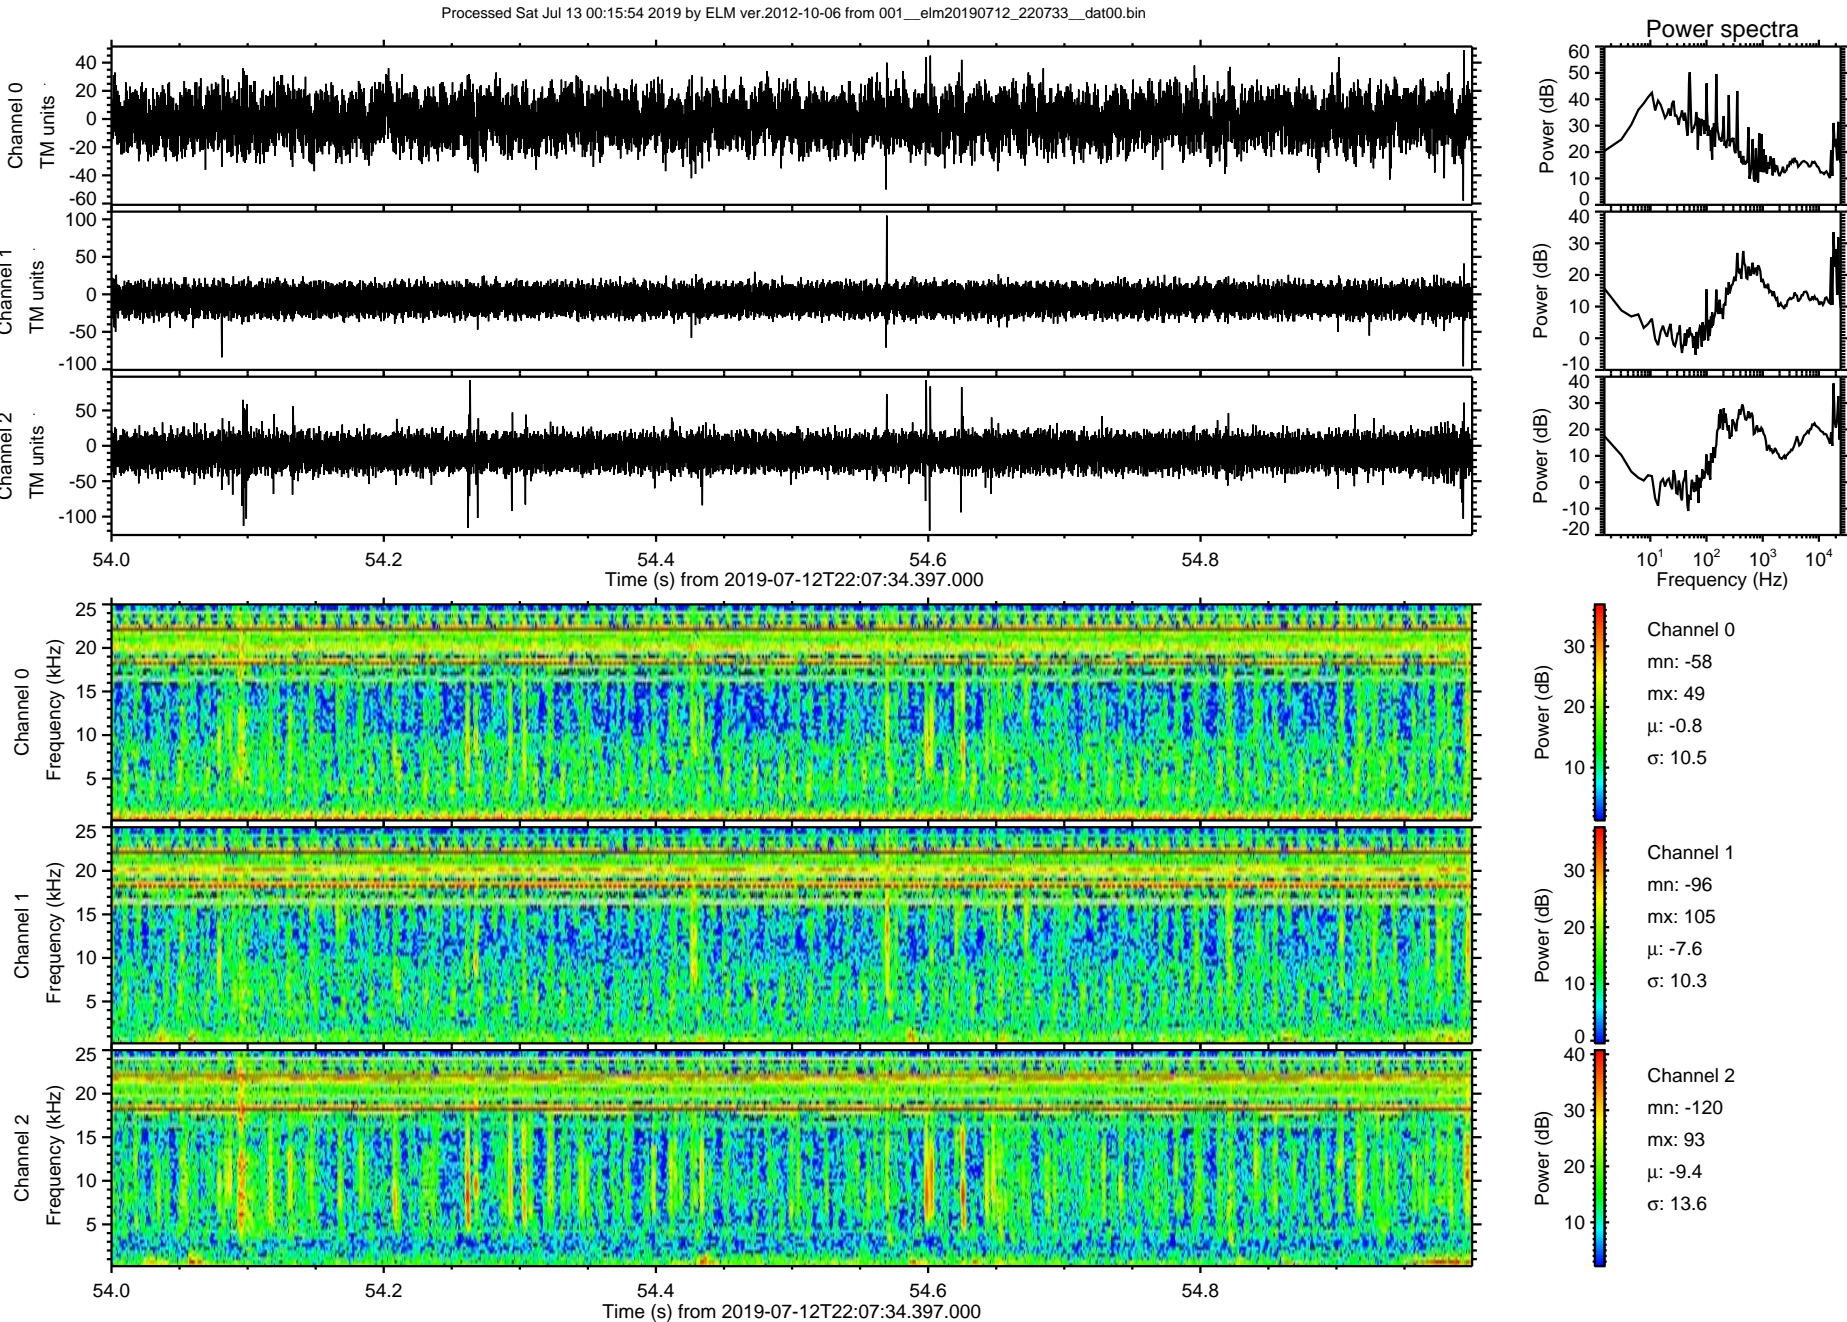 Processed Sat Jul 13 00:15:54 2019 by ELM ver.2012-10-06 from 001__elm20190712_220733__dat00.bin
Power spectra
Channel 0
TM units
40
20
0
-20
-40
-60
Power (dB)
60
50
40
30
20
10
0
Channel 1
TM units
100
50
0
-50
-100
Power (dB)
40
30
20
10
0
-10
Channel 2
TM units
50
0
-50
-100
Power (dB)
40
30
20
10
0
-10
-20
54.0 54.2 54.4 54.6 54.8
Time (s) from 2019-07-12T22:07:34.397.000
10¹ 10² 10³ 10⁴
Frequency (Hz)
Channel 0
Frequency (kHz)
25
20
15
10
5
Power (dB)
30
20
10
Channel 0
mn: -58
mx: 49
μ: -0.8
σ: 10.5
Channel 1
Frequency (kHz)
25
20
15
10
5
Power (dB)
30
20
10
0
Channel 1
mn: -96
mx: 105
μ: -7.6
σ: 10.3
Channel 2
Frequency (kHz)
25
20
15
10
5
Power (dB)
40
30
20
10
Channel 2
mn: -120
mx: 93
μ: -9.4
σ: 13.6
54.0 54.2 54.4 54.6 54.8
Time (s) from 2019-07-12T22:07:34.397.000